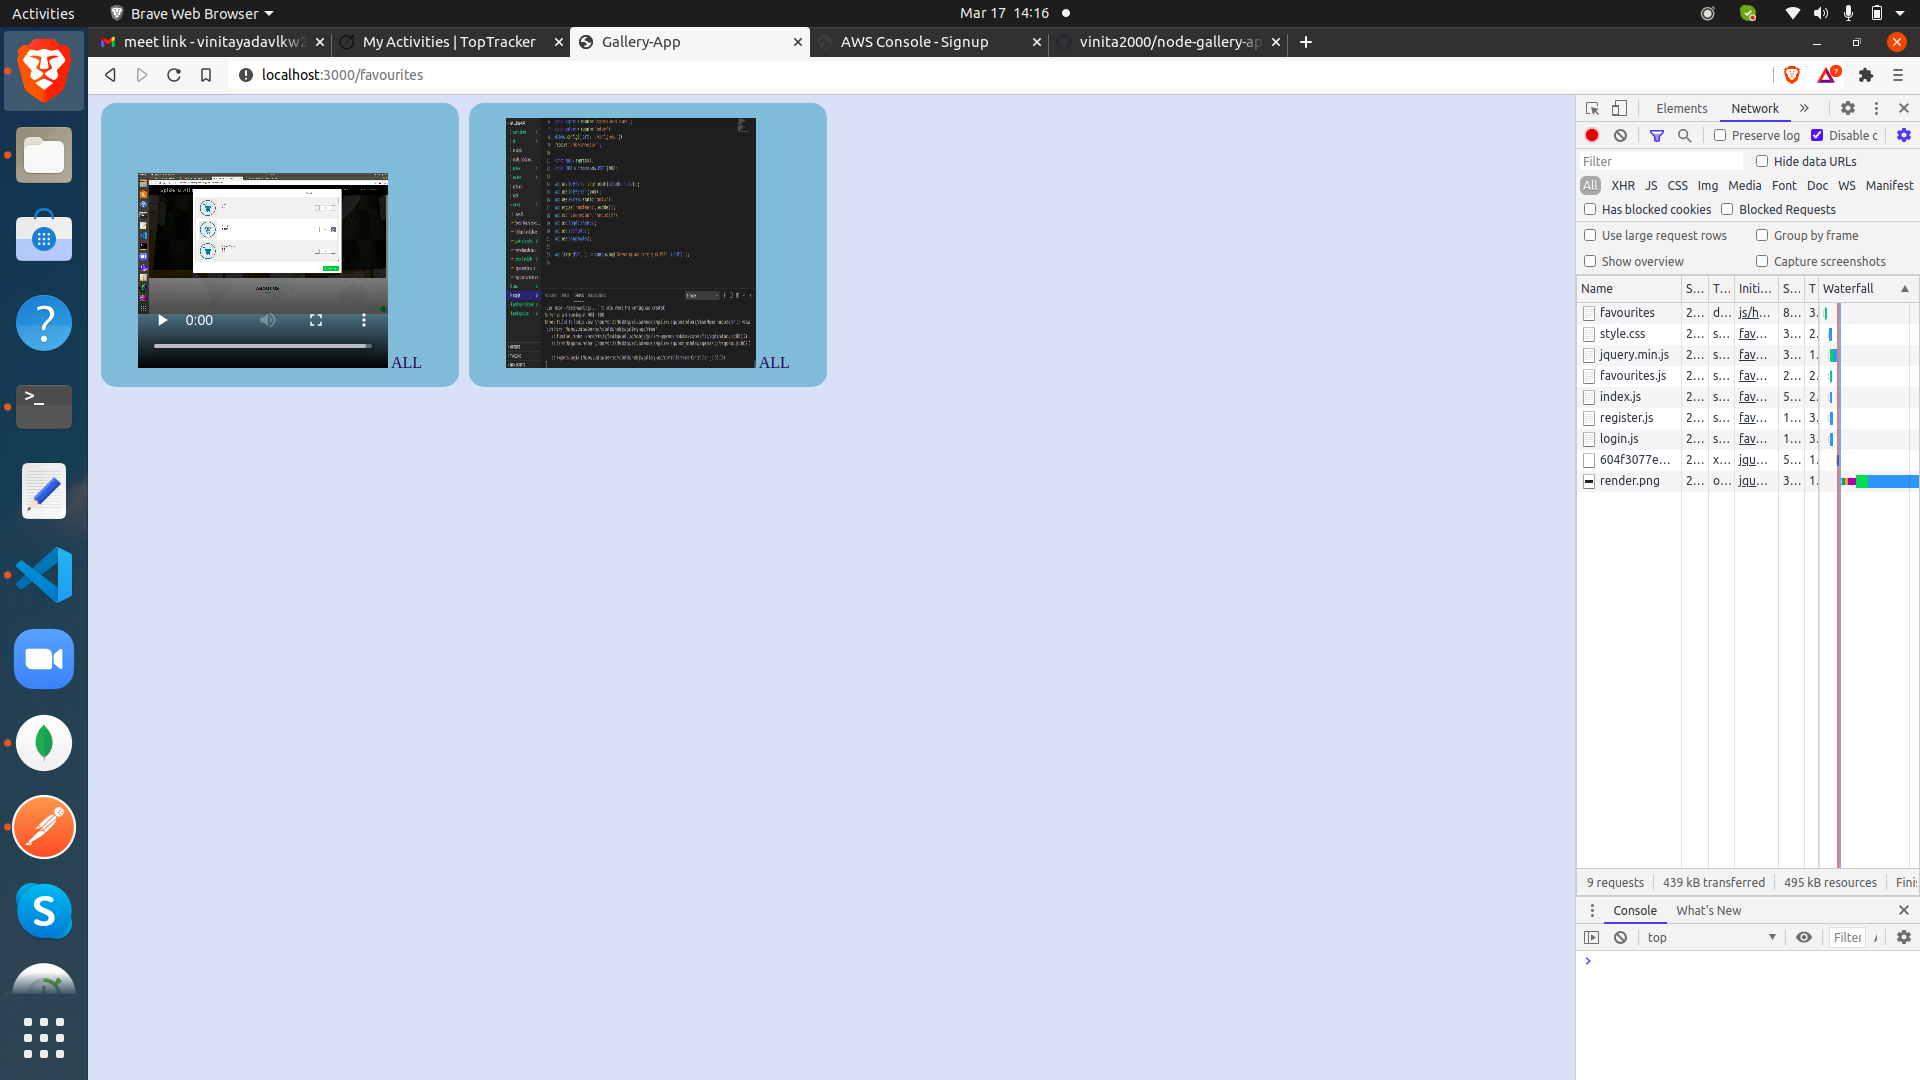 Activities
Brave Web Browser
Mar 17 14:16
meet link - vinitayadavlkw2
My Activities | TopTracker
Gallery-App
AWS Console - Signup
vinita2000/node-gallery-ap
localhost:3000/favourites
7
0:00
ALL
ABOUT US
ALL
Elements
Network
Preserve log
Disable c
Filter
Hide data URLs
All XHR JS CSS Img Media Font Doc WS Manifest
Has blocked cookies
Blocked Requests
Use large request rows
Group by frame
Show overview
Capture screenshots
Name S... T... Initi... S... T Waterfall
favourites 2... d... js/h... 8... 3.
style.css 2... s... fav... 3... 2.
jquery.min.js 2... s... fav... 3... 1.
favourites.js 2... s... fav... 2... 2.
index.js 2... s... fav... 5... 2.
register.js 2... s... fav... 1... 3.
login.js 2... s... fav... 1... 3.
604f3077e... 2... x... jqu... 5... 1.
render.png 2... o... jqu... 3... 1.
9 requests
439 kB transferred
495 kB resources
Fini
Console
What's New
top
Filter